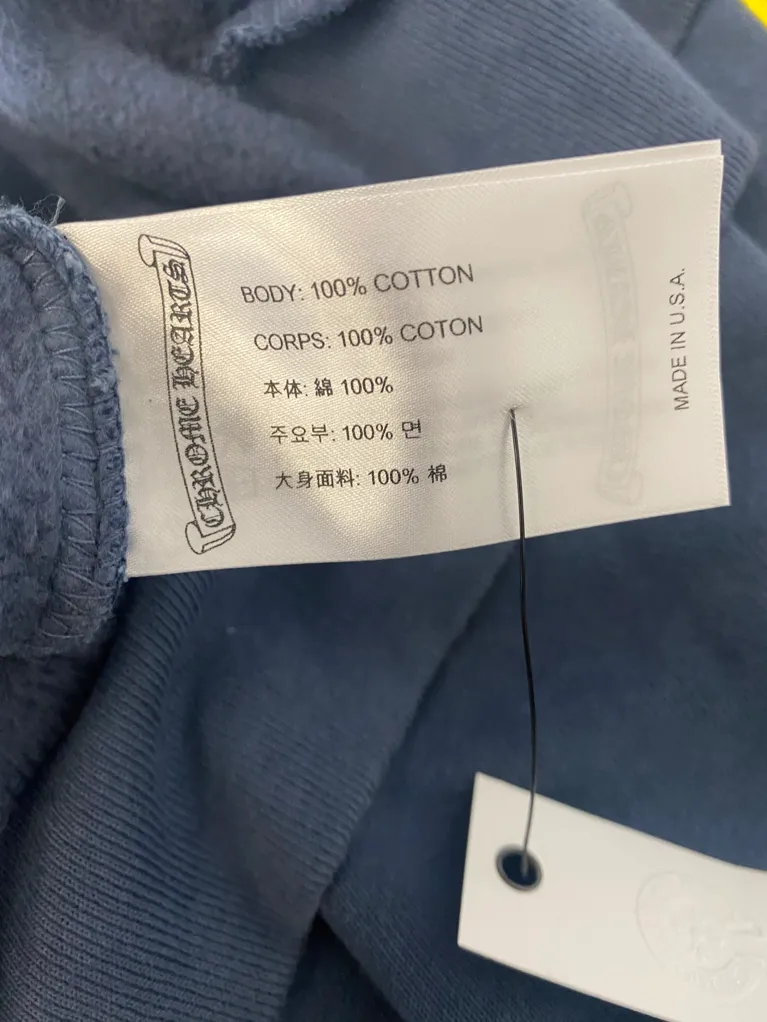 CHROME HEARTS
BODY: 100% COTTON
CORPS: 100% COTON
本体: 綿 100%
주요부: 100% 면
大身面料: 100% 棉
MADE IN U.S.A.